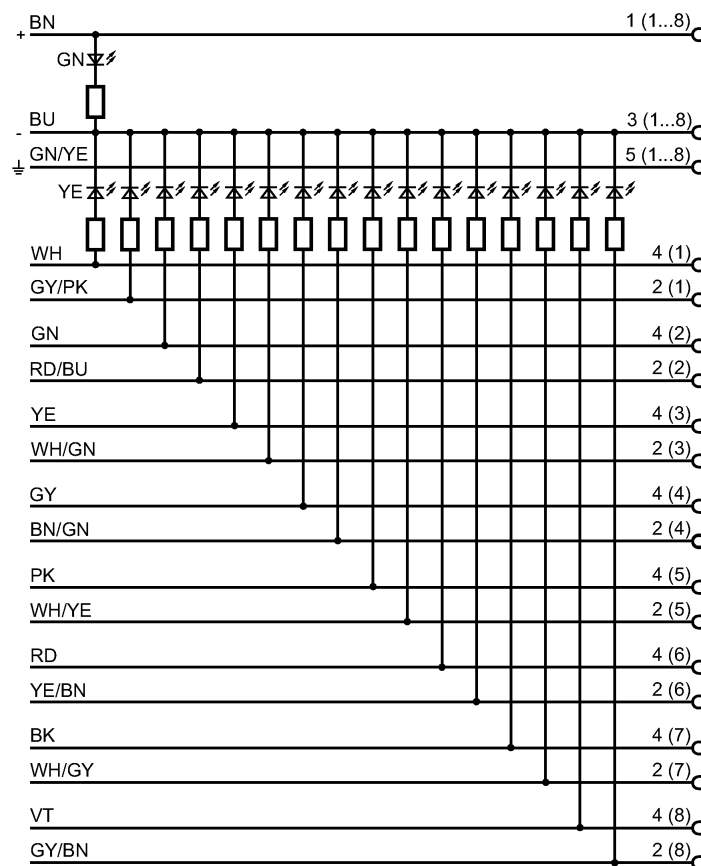 BN 1 (1...8)
+
GN
BU 3 (1...8)
-
GN/YE 5 (1...8)
YE
WH 4 (1)
GY/PK 2 (1)
GN 4 (2)
RD/BU 2 (2)
YE 4 (3)
WH/GN 2 (3)
GY 4 (4)
BN/GN 2 (4)
PK 4 (5)
WH/YE 2 (5)
RD 4 (6)
YE/BN 2 (6)
BK 4 (7)
WH/GY 2 (7)
VT 4 (8)
GY/BN 2 (8)